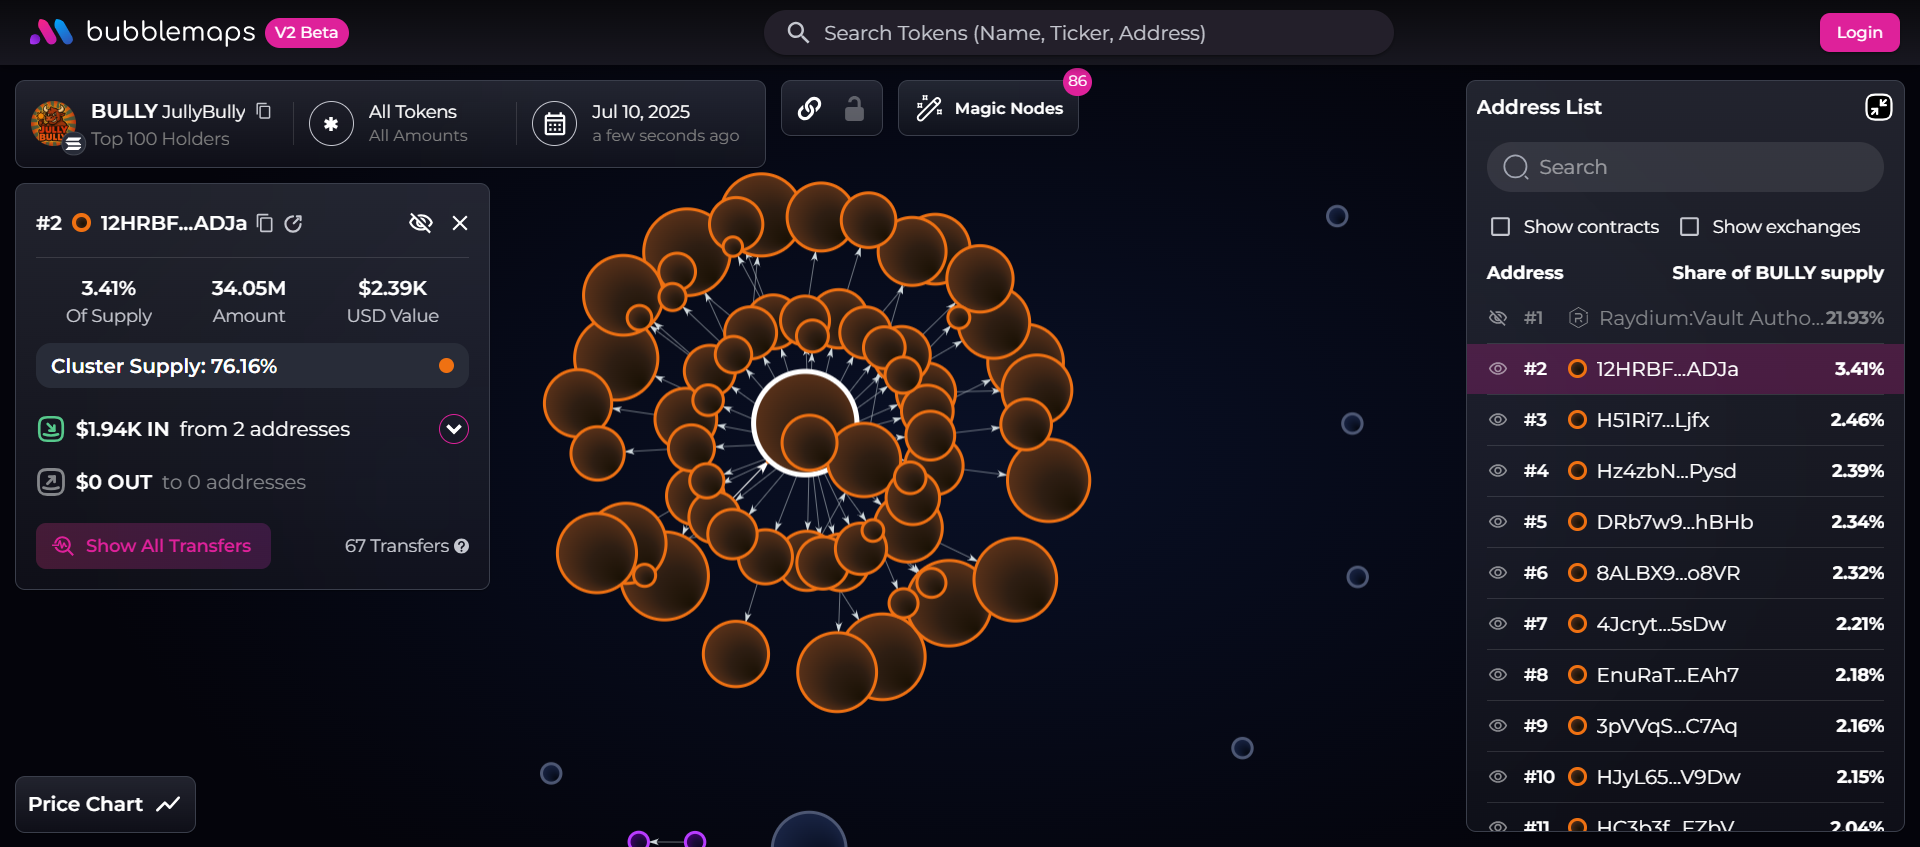 bubblemaps V2 Beta
Search Tokens (Name, Ticker, Address)
Login
BULLY JullyBully
Top 100 Holders
All Tokens
All Amounts
Jul 10, 2025
a few seconds ago
Magic Nodes
86
#2 12HRBF...ADJa
3.41%
Of Supply
34.05M
Amount
$2.39K
USD Value
Cluster Supply: 76.16%
$1.94K IN from 2 addresses
$0 OUT to 0 addresses
Show All Transfers
67 Transfers
Price Chart
Address List
Search
Show contracts
Show exchanges
Address
Share of BULLY supply
#1 Raydium:Vault Autho... 21.93%
#2 12HRBF...ADJa 3.41%
#3 H51Ri7...Ljfx 2.46%
#4 Hz4zbN...Pysd 2.39%
#5 DRb7w9...hBHb 2.34%
#6 8ALBX9...o8VR 2.32%
#7 4Jcryt...5sDw 2.21%
#8 EnuRaT...EAh7 2.18%
#9 3pVVqS...C7Aq 2.16%
#10 HJyL65...V9Dw 2.15%
#11 HC3b3f...EZbV 2.04%